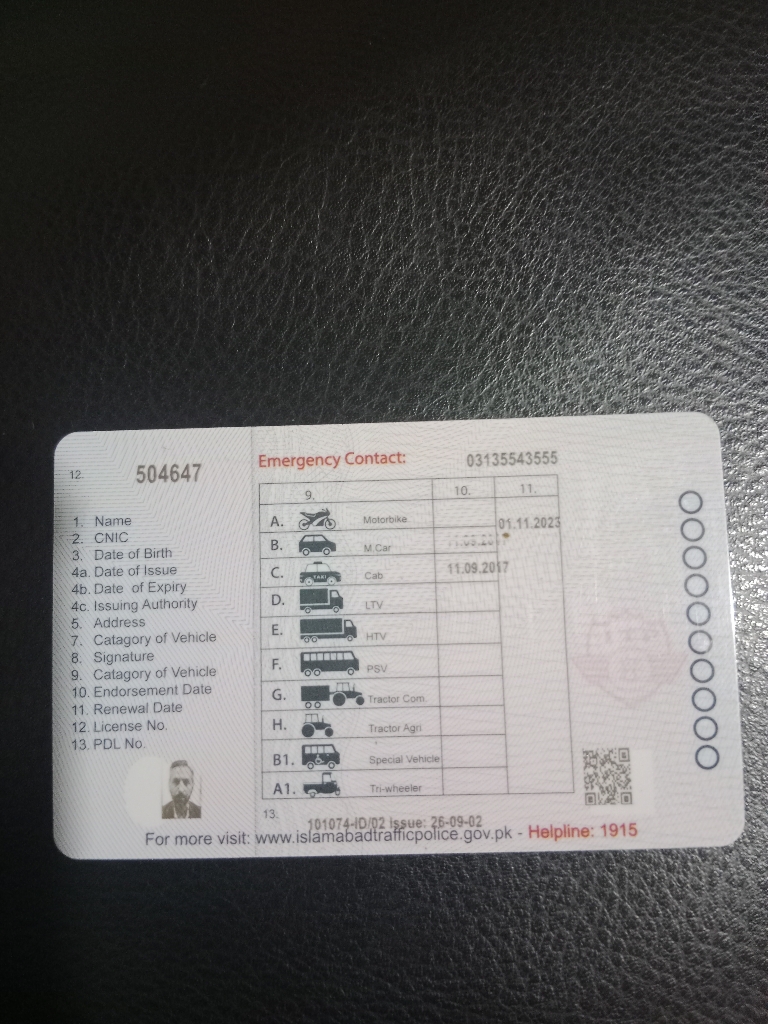 12. 504647
Emergency Contact: 03135543555
1. Name
2. CNIC
3. Date of Birth
4a. Date of Issue
4b. Date of Expiry
4c. Issuing Authority
5. Address
7. Catagory of Vehicle
8. Signature
9. Catagory of Vehicle
10. Endorsement Date
11. Renewal Date
12. License No.
13. PDL No.
9. 10. 11.
A. Motorbike 01.11.2023
B. M.Car
C. TAXI Cab 11.09.2017
D. LTV
E. HTV
F. PSV
G. Tractor Com.
H. Tractor Agri
B1. Special Vehicle
A1. Tri-wheeler
13. 101074-ID/02 Issue: 26-09-02
For more visit: www.islamabadtrafficpolice.gov.pk - Helpline: 1915